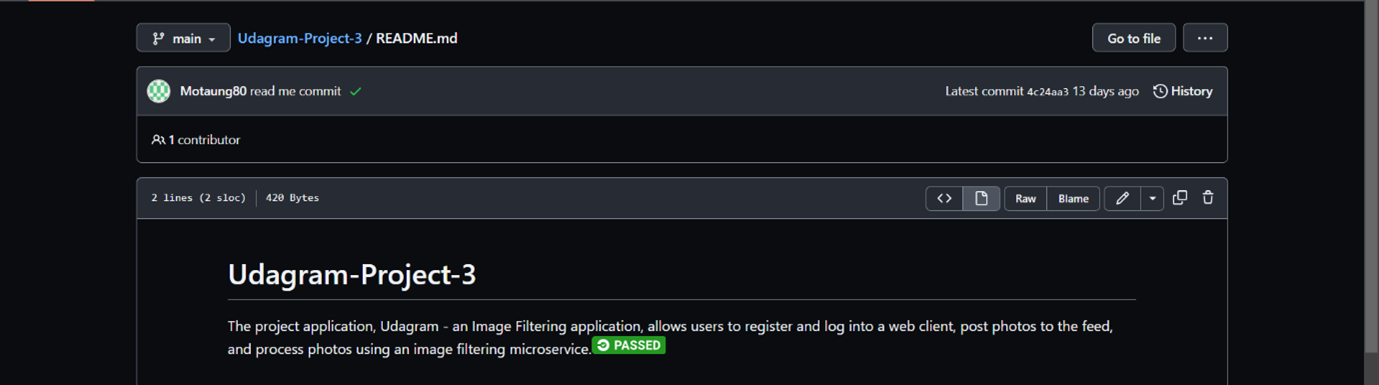 main
Udagram-Project-3 / README.md
Go to file
...
Motaung80 read me commit
Latest commit 4c24aa3 13 days ago
History
1 contributor
2 lines (2 sloc)
420 Bytes
<>
Raw
Blame
Udagram-Project-3
The project application, Udagram - an Image Filtering application, allows users to register and log into a web client, post photos to the feed,
and process photos using an image filtering microservice. PASSED